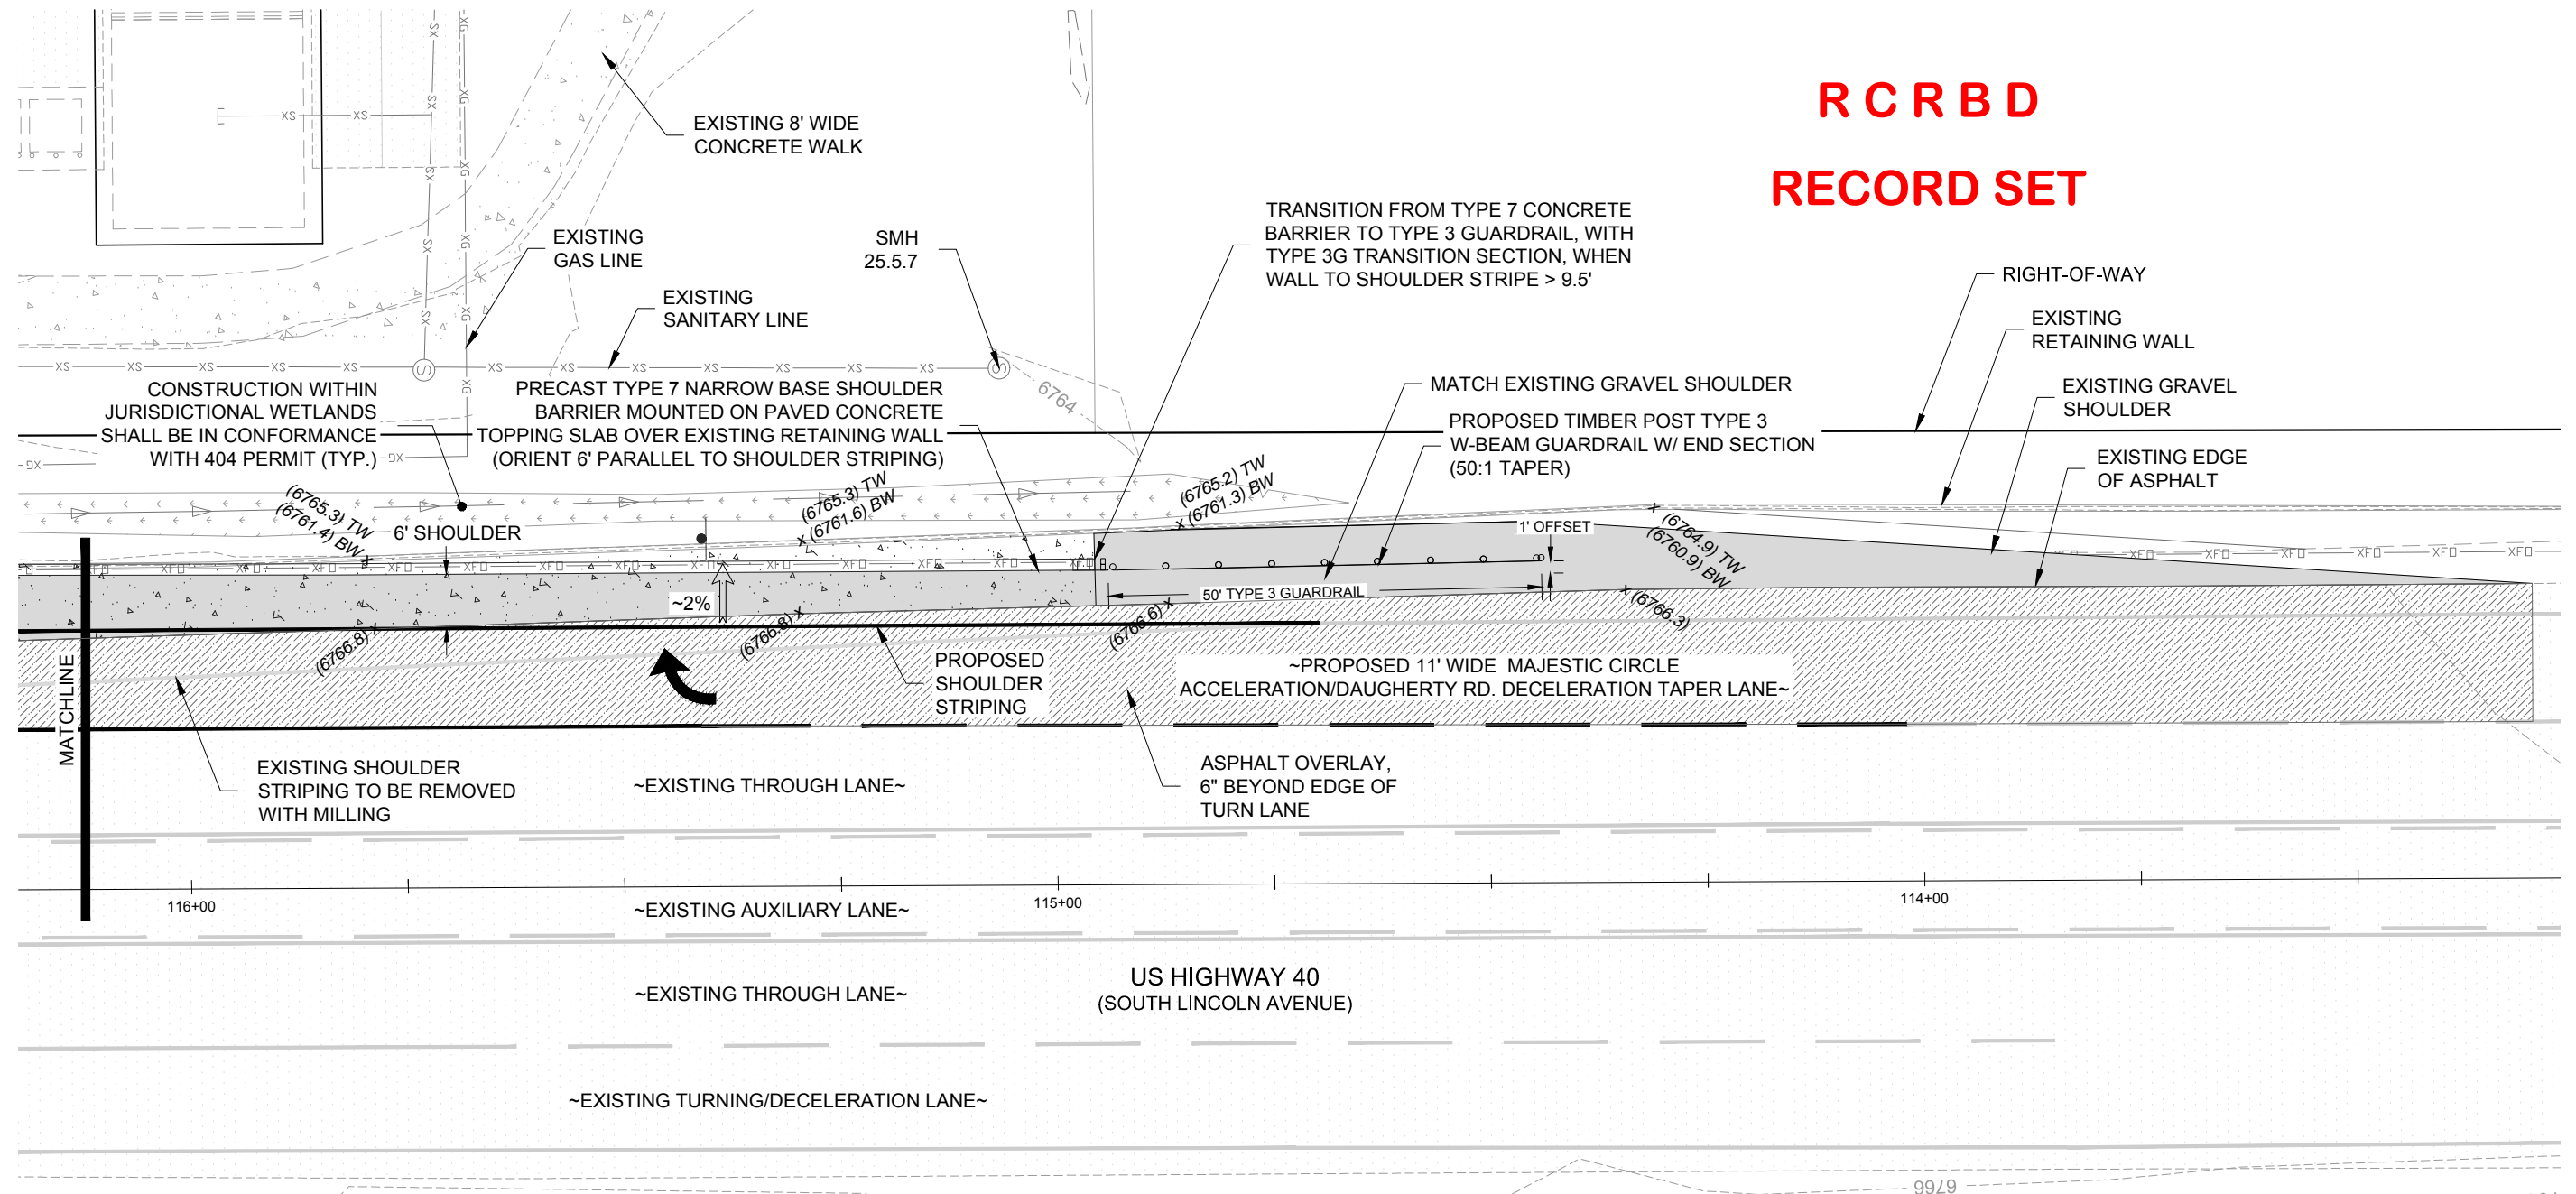 R C R B D
RECORD SET
EXISTING 8' WIDE
CONCRETE WALK
EXISTING
GAS LINE
SMH
25.5.7
EXISTING
SANITARY LINE
TRANSITION FROM TYPE 7 CONCRETE
BARRIER TO TYPE 3 GUARDRAIL, WITH
TYPE 3G TRANSITION SECTION, WHEN
WALL TO SHOULDER STRIPE > 9.5'
RIGHT-OF-WAY
EXISTING
RETAINING WALL
EXISTING GRAVEL
SHOULDER
EXISTING EDGE
OF ASPHALT
CONSTRUCTION WITHIN
JURISDICTIONAL WETLANDS
SHALL BE IN CONFORMANCE
WITH 404 PERMIT (TYP.)
PRECAST TYPE 7 NARROW BASE SHOULDER
BARRIER MOUNTED ON PAVED CONCRETE
TOPPING SLAB OVER EXISTING RETAINING WALL
(ORIENT 6' PARALLEL TO SHOULDER STRIPING)
6764
MATCH EXISTING GRAVEL SHOULDER
PROPOSED TIMBER POST TYPE 3
W-BEAM GUARDRAIL W/ END SECTION
(50:1 TAPER)
(6765.3) TW
(6761.4) BW x
6' SHOULDER
(6765.3) TW
x (6761.6) BW
(6765.2) TW
x (6761.3) BW
1' OFFSET
x (6764.9) TW
(6760.9) BW
~2%
50' TYPE 3 GUARDRAIL
(6766.8) x
(6766.8) x
(6766.6) x
x (6766.3)
MATCHLINE
PROPOSED
SHOULDER
STRIPING
~PROPOSED 11' WIDE MAJESTIC CIRCLE
ACCELERATION/DAUGHERTY RD. DECELERATION TAPER LANE~
EXISTING SHOULDER
STRIPING TO BE REMOVED
WITH MILLING
~EXISTING THROUGH LANE~
ASPHALT OVERLAY,
6" BEYOND EDGE OF
TURN LANE
116+00
115+00
114+00
~EXISTING AUXILIARY LANE~
~EXISTING THROUGH LANE~
US HIGHWAY 40
(SOUTH LINCOLN AVENUE)
~EXISTING TURNING/DECELERATION LANE~
6766